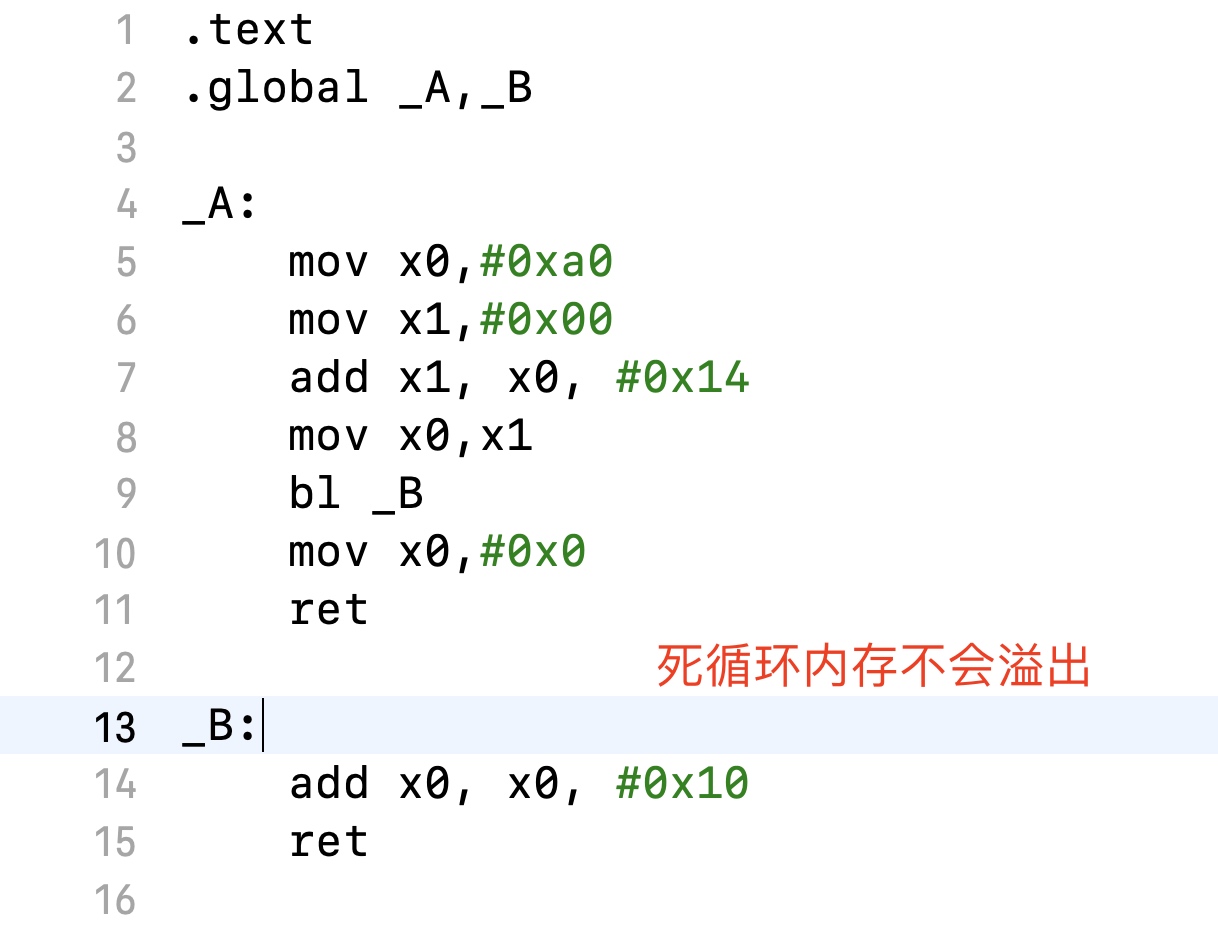 1 .text
2 .global _A,_B
3
4 _A:
5 mov x0,#0xa0
6 mov x1,#0x00
7 add x1, x0, #0x14
8 mov x0,x1
9 bl _B
10 mov x0,#0x0
11 ret
12 死循环内存不会溢出
13 _B:
14 add x0, x0, #0x10
15 ret
16